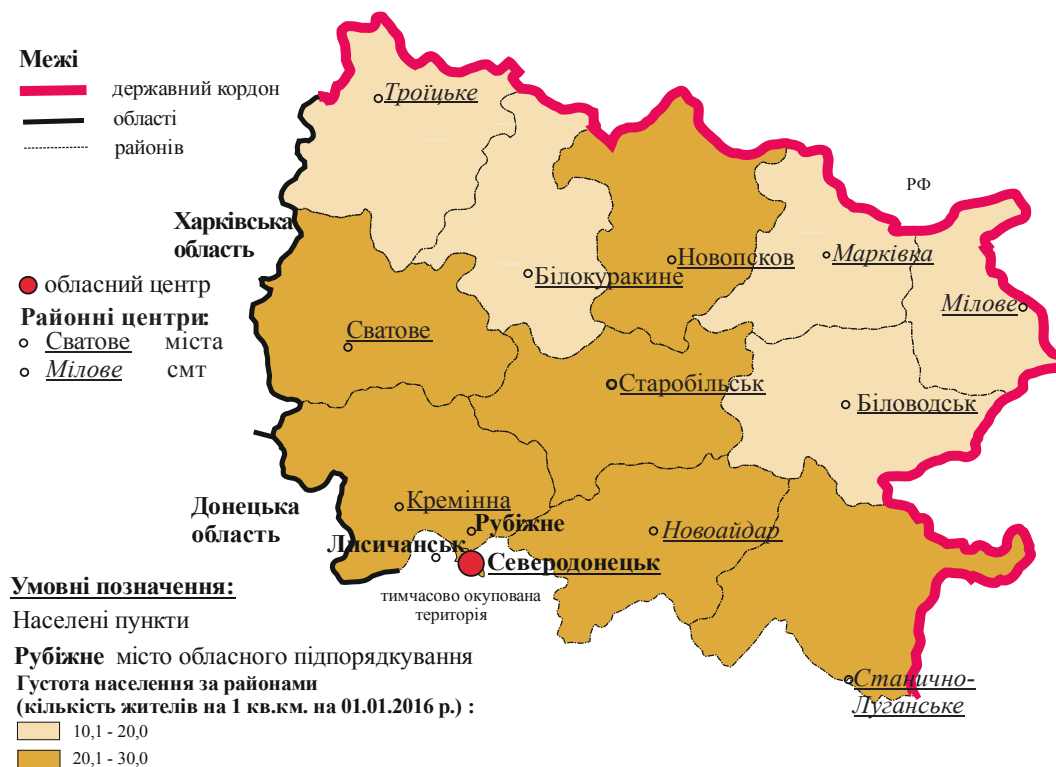 Межі
державний кордон
області
районів
Троїцьке
РФ
Харківська
область
обласний центр
Районні центри:
Сватове міста
Мілове смт
Білокуракине
Новопсков
Марківка
Мілове
Сватове
Старобільськ
Біловодськ
Донецька
область
Кремінна
Рубіжне
Лисичанськ
Новоайдар
Северодонецьк
тимчасово окупована
територія
Станично-
Луганське
Умовні позначення:
Населені пункти
Рубіжне місто обласного підпорядкування
Густота населення за районами
(кількість жителів на 1 кв.км. на 01.01.2016 р.) :
10,1 - 20,0
20,1 - 30,0